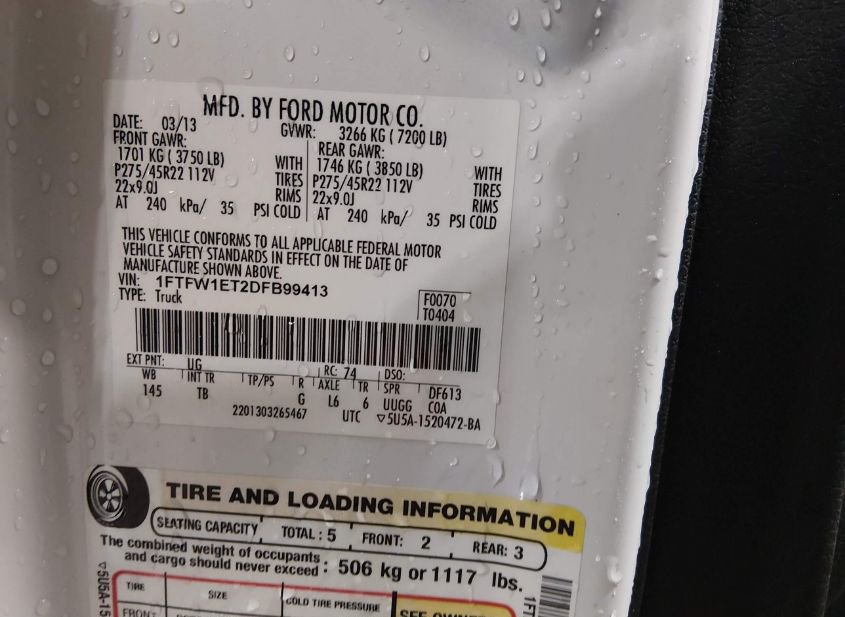 MFD. BY FORD MOTOR CO.
DATE: 03/13 GVWR: 3266 KG ( 7200 LB)
FRONT GAWR: REAR GAWR:
1701 KG ( 3750 LB) WITH 1746 KG ( 3850 LB) WITH
P275/45R22 112V TIRES P275/45R22 112V TIRES
22x9.0J RIMS 22x9.0J RIMS
AT 240 kPa/ 35 PSI COLD AT 240 kPa/ 35 PSI COLD
THIS VEHICLE CONFORMS TO ALL APPLICABLE FEDERAL MOTOR
VEHICLE SAFETY STANDARDS IN EFFECT ON THE DATE OF
MANUFACTURE SHOWN ABOVE.
VIN: 1FTFW1ET2DFB99413
TYPE: Truck
F0070
T0404
EXT PNT: UG RC: 74 DSO:
WB INT TR TP/PS R AXLE TR SPR DF613
145 TB G L6 6 UUGG COA
2201303265467 UTC ▽5U5A-1520472-BA
TIRE AND LOADING INFORMATION
SEATING CAPACITY TOTAL : 5 FRONT: 2 REAR: 3
The combined weight of occupants
and cargo should never exceed : 506 kg or 1117 lbs.
TIRE SIZE COLD TIRE PRESSURE SEE OWNER
FRONT
▽5U5A-15
1FT